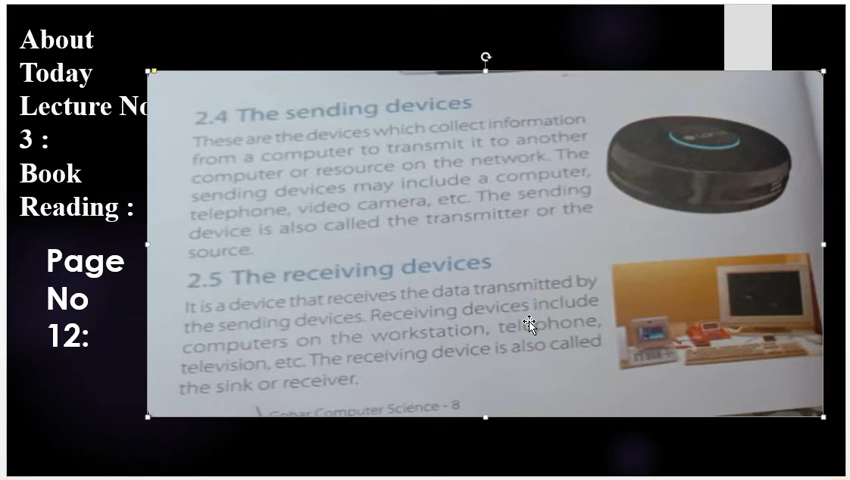 About
Today
Lecture No
3 :
Book
Reading :
Page
No
12:
2.4 The sending devices
These are the devices which collect information
from a computer to transmit it to another
computer or resource on the network. The
sending devices may include a computer,
telephone, video camera, etc. The sending
device is also called the transmitter or the
source.
2.5 The receiving devices
It is a device that receives the data transmitted by
the sending devices. Receiving devices include
computers on the workstation, telephone,
television, etc. The receiving device is also called
the sink or receiver.
Gohar Computer Science - 8